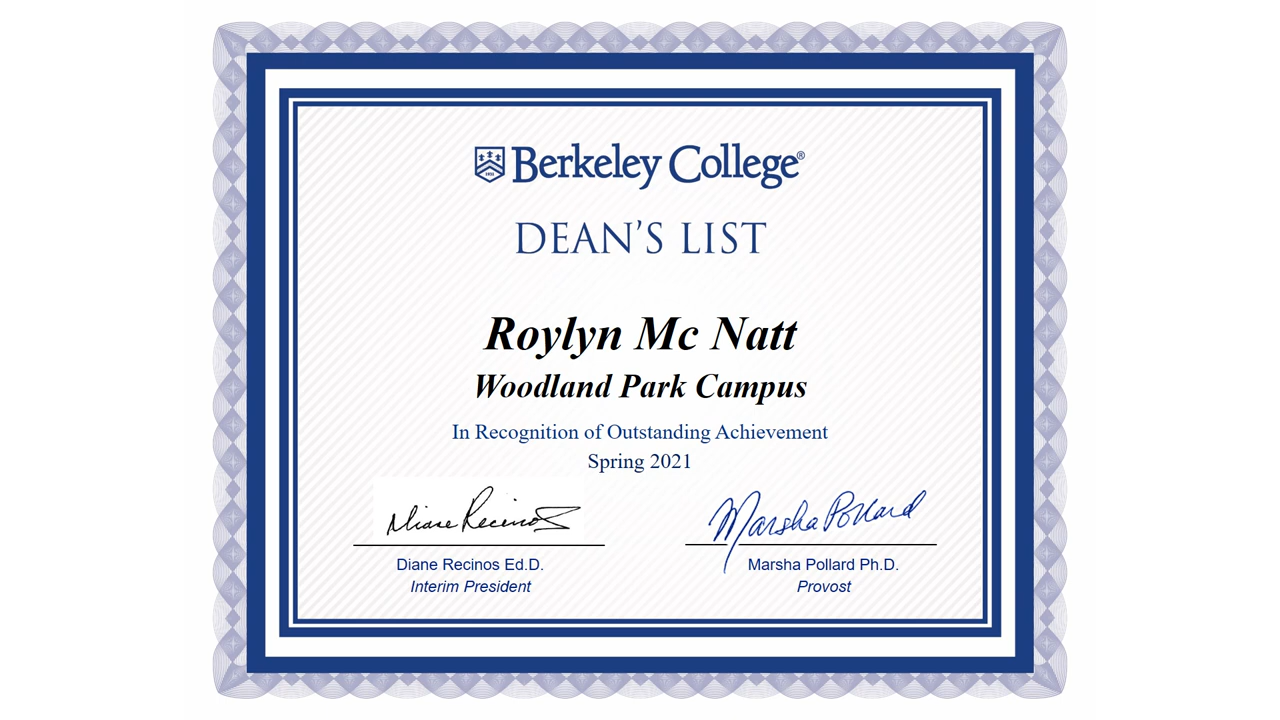 Berkeley College®
DEAN'S LIST
Roylyn Mc Natt
Woodland Park Campus
In Recognition of Outstanding Achievement
Spring 2021
Diane Recinos
Marsha Pollard
Diane Recinos Ed.D.
Marsha Pollard Ph.D.
Interim President
Provost